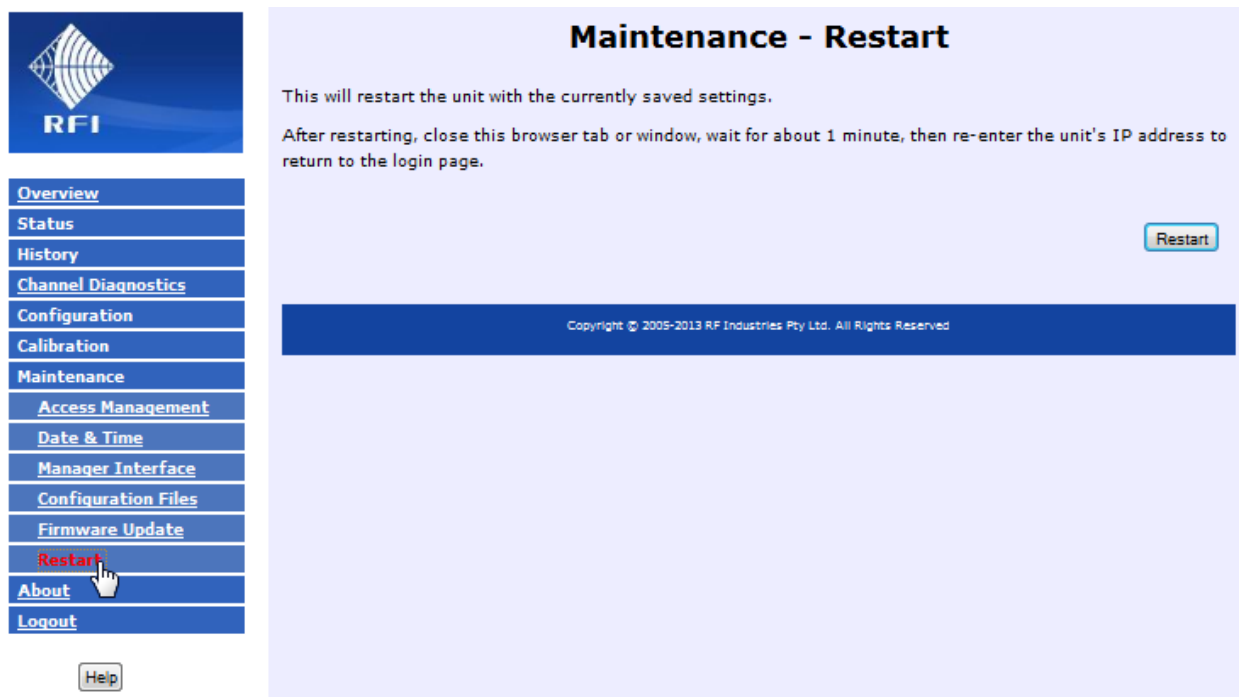 RFI
Overview
Status
History
Channel Diagnostics
Configuration
Calibration
Maintenance
Access Management
Date & Time
Manager Interface
Configuration Files
Firmware Update
Restart
About
Logout
Help
Maintenance - Restart
This will restart the unit with the currently saved settings.
After restarting, close this browser tab or window, wait for about 1 minute, then re-enter the unit's IP address to
return to the login page.
Restart
Copyright © 2005-2013 RF Industries Pty Ltd. All Rights Reserved